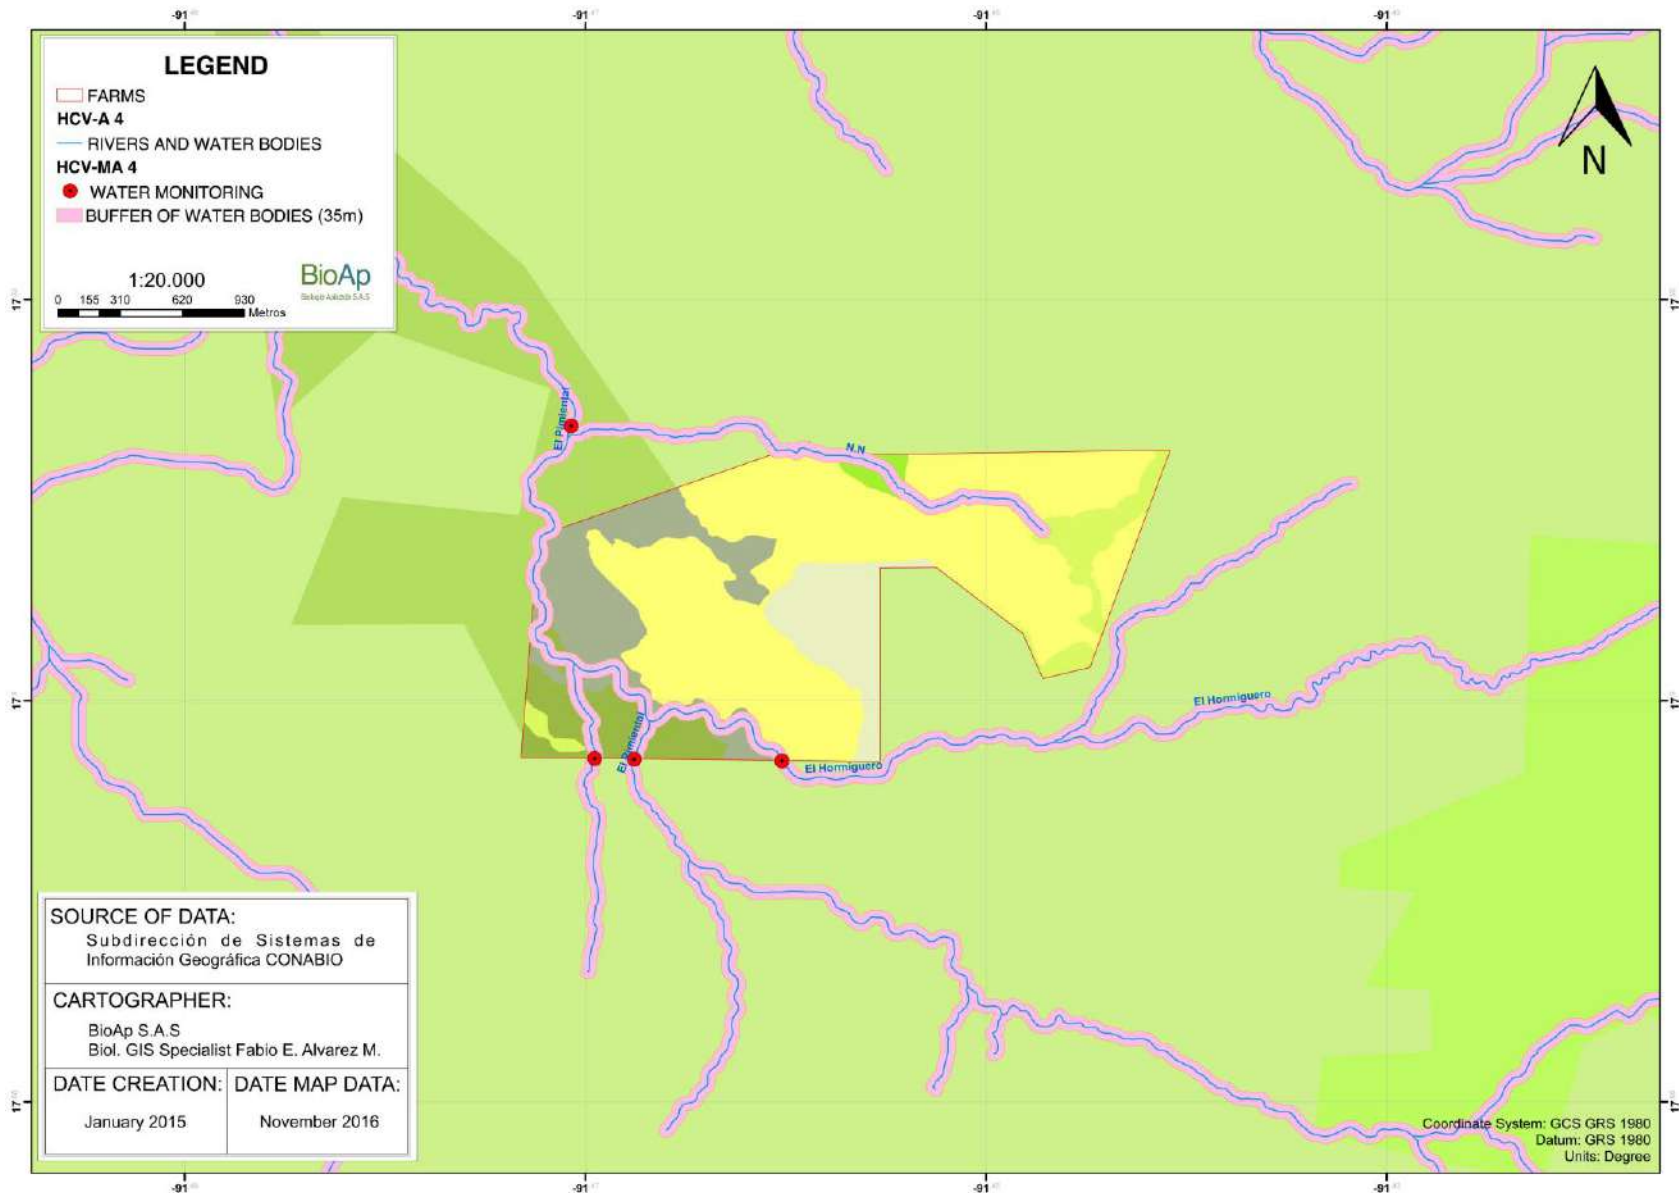 LEGEND
FARMS
HCV-A 4
RIVERS AND WATER BODIES
HCV-MA 4
WATER MONITORING
BUFFER OF WATER BODIES (35m)
1:20.000
BioAp
0 155 310 620 930
Metros
N
El Pimiental
N.N
El Hormiguero
El Pimiental
El Hormiguero
SOURCE OF DATA:
Subdirección de Sistemas de
Información Geográfica CONABIO
CARTOGRAPHER:
BioAp S.A.S
Biol. GIS Specialist Fabio E. Alvarez M.
DATE CREATION: DATE MAP DATA:
January 2015 November 2016
Coordinate System: GCS GRS 1980
Datum: GRS 1980
Units: Degree